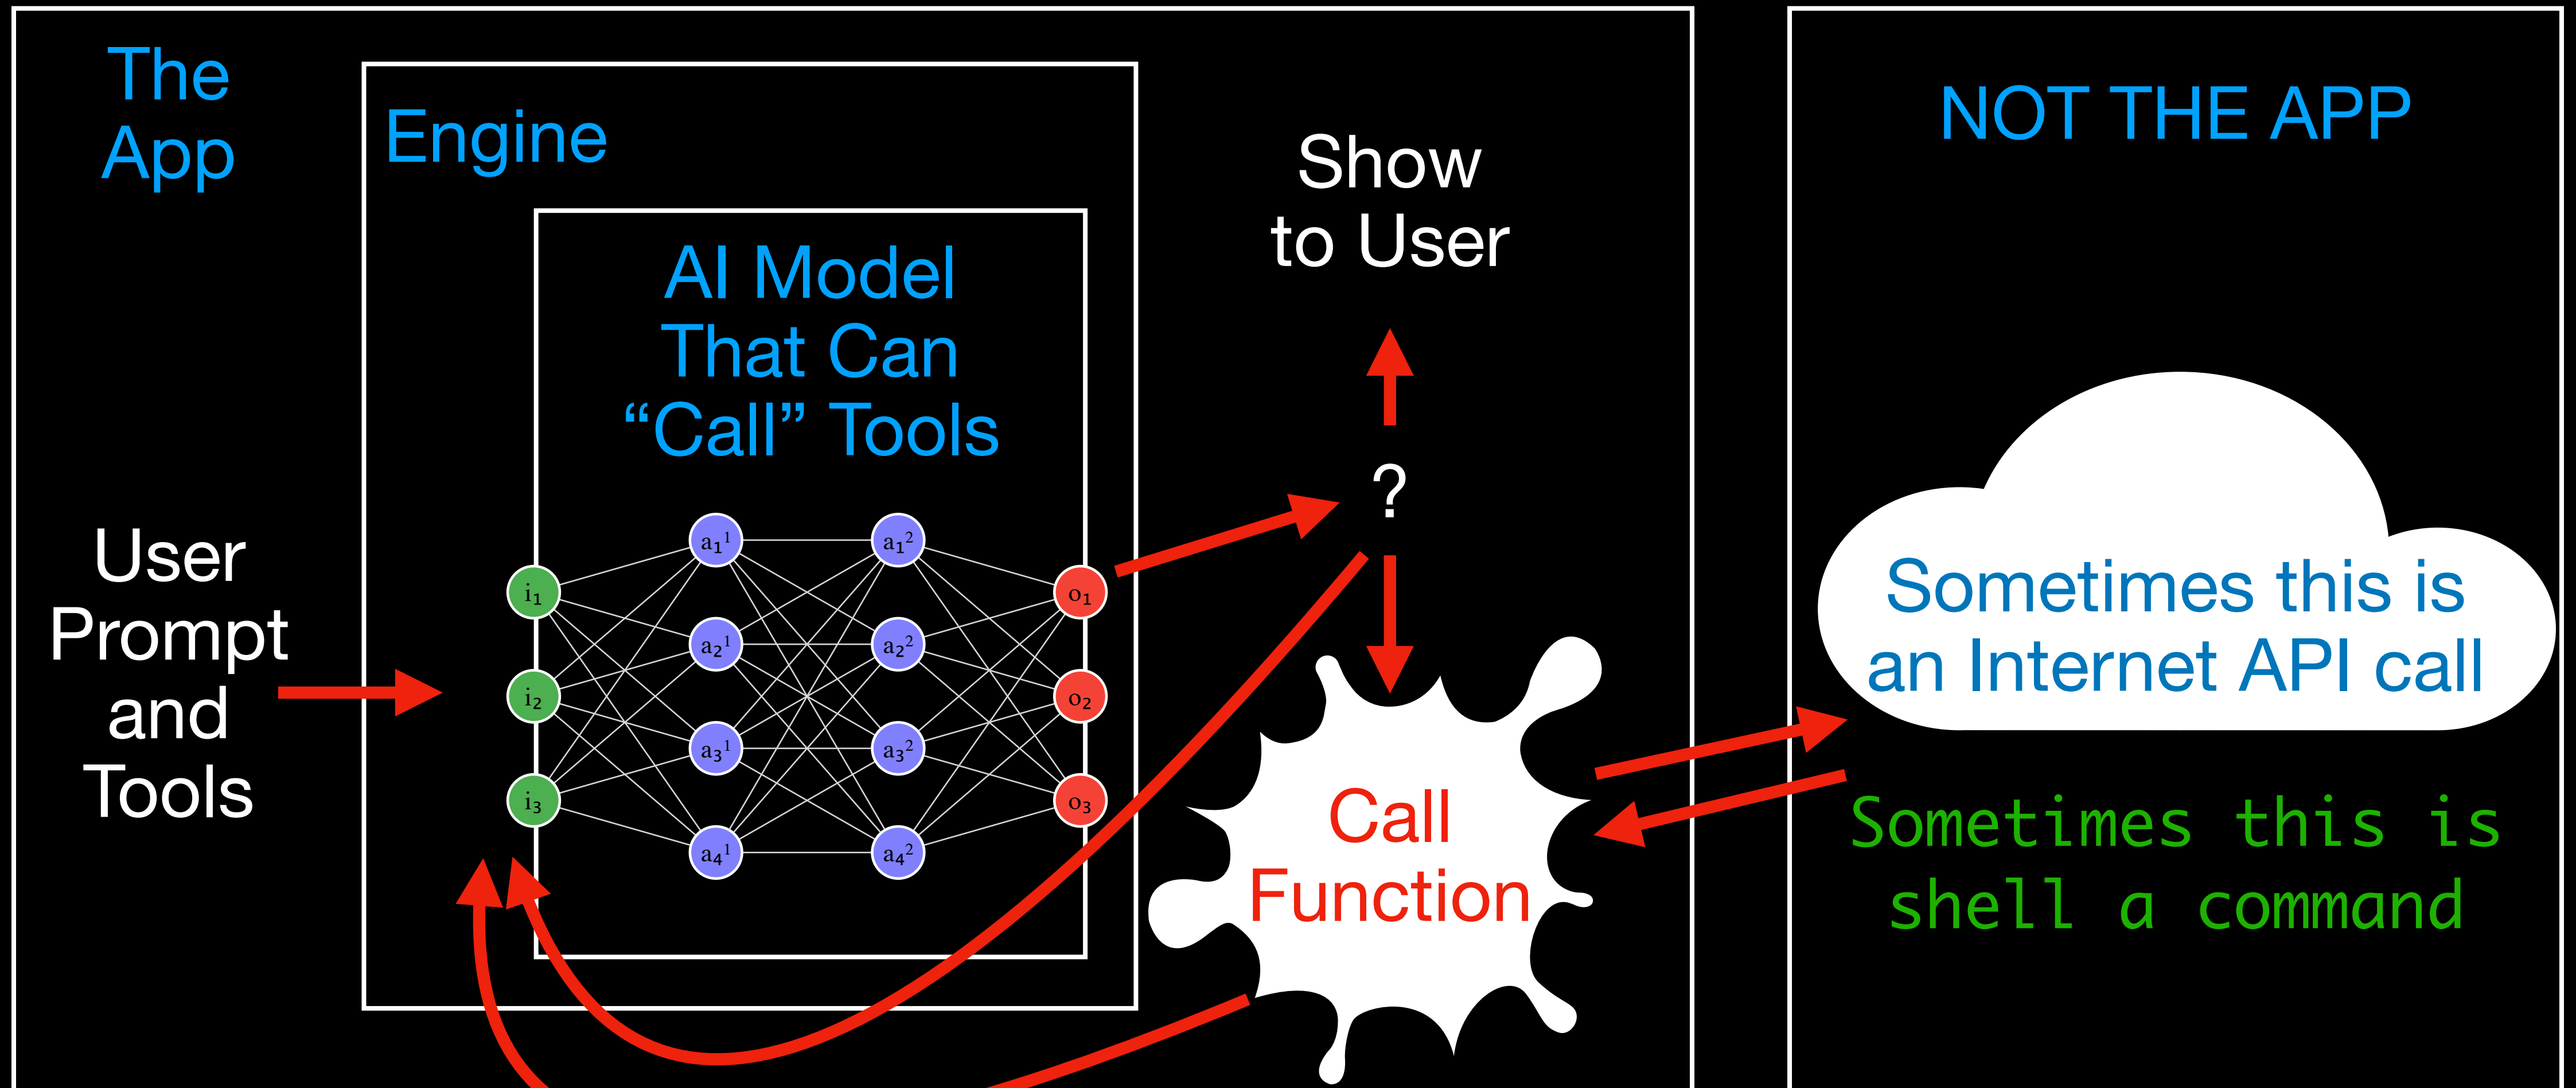 The
App
Engine
AI Model
That Can
“Call” Tools
User
Prompt
and
Tools
i₁
i₂
i₃
a₁¹
a₂¹
a₃¹
a₄¹
a₁²
a₂²
a₃²
a₄²
o₁
o₂
o₃
Show
to User
?
Call
Function
NOT THE APP
Sometimes this is
an Internet API call
Sometimes this is
shell a command